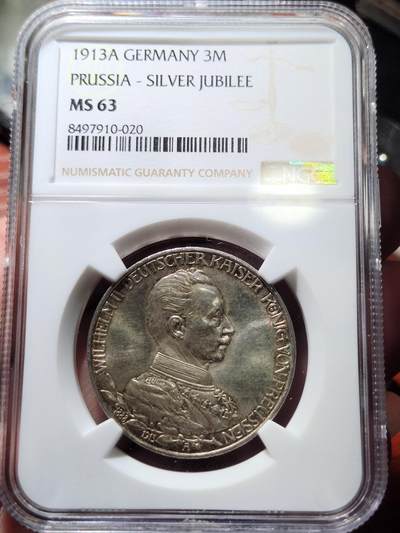 1913A GERMANY 3M
PRUSSIA - SILVER JUBILEE
MS 63
8497910-020
NUMISMATIC GUARANTY COMPANY
NGC
WILHELM II DEUTSCHER KAISER KÖNIG VON PREUSSEN
A